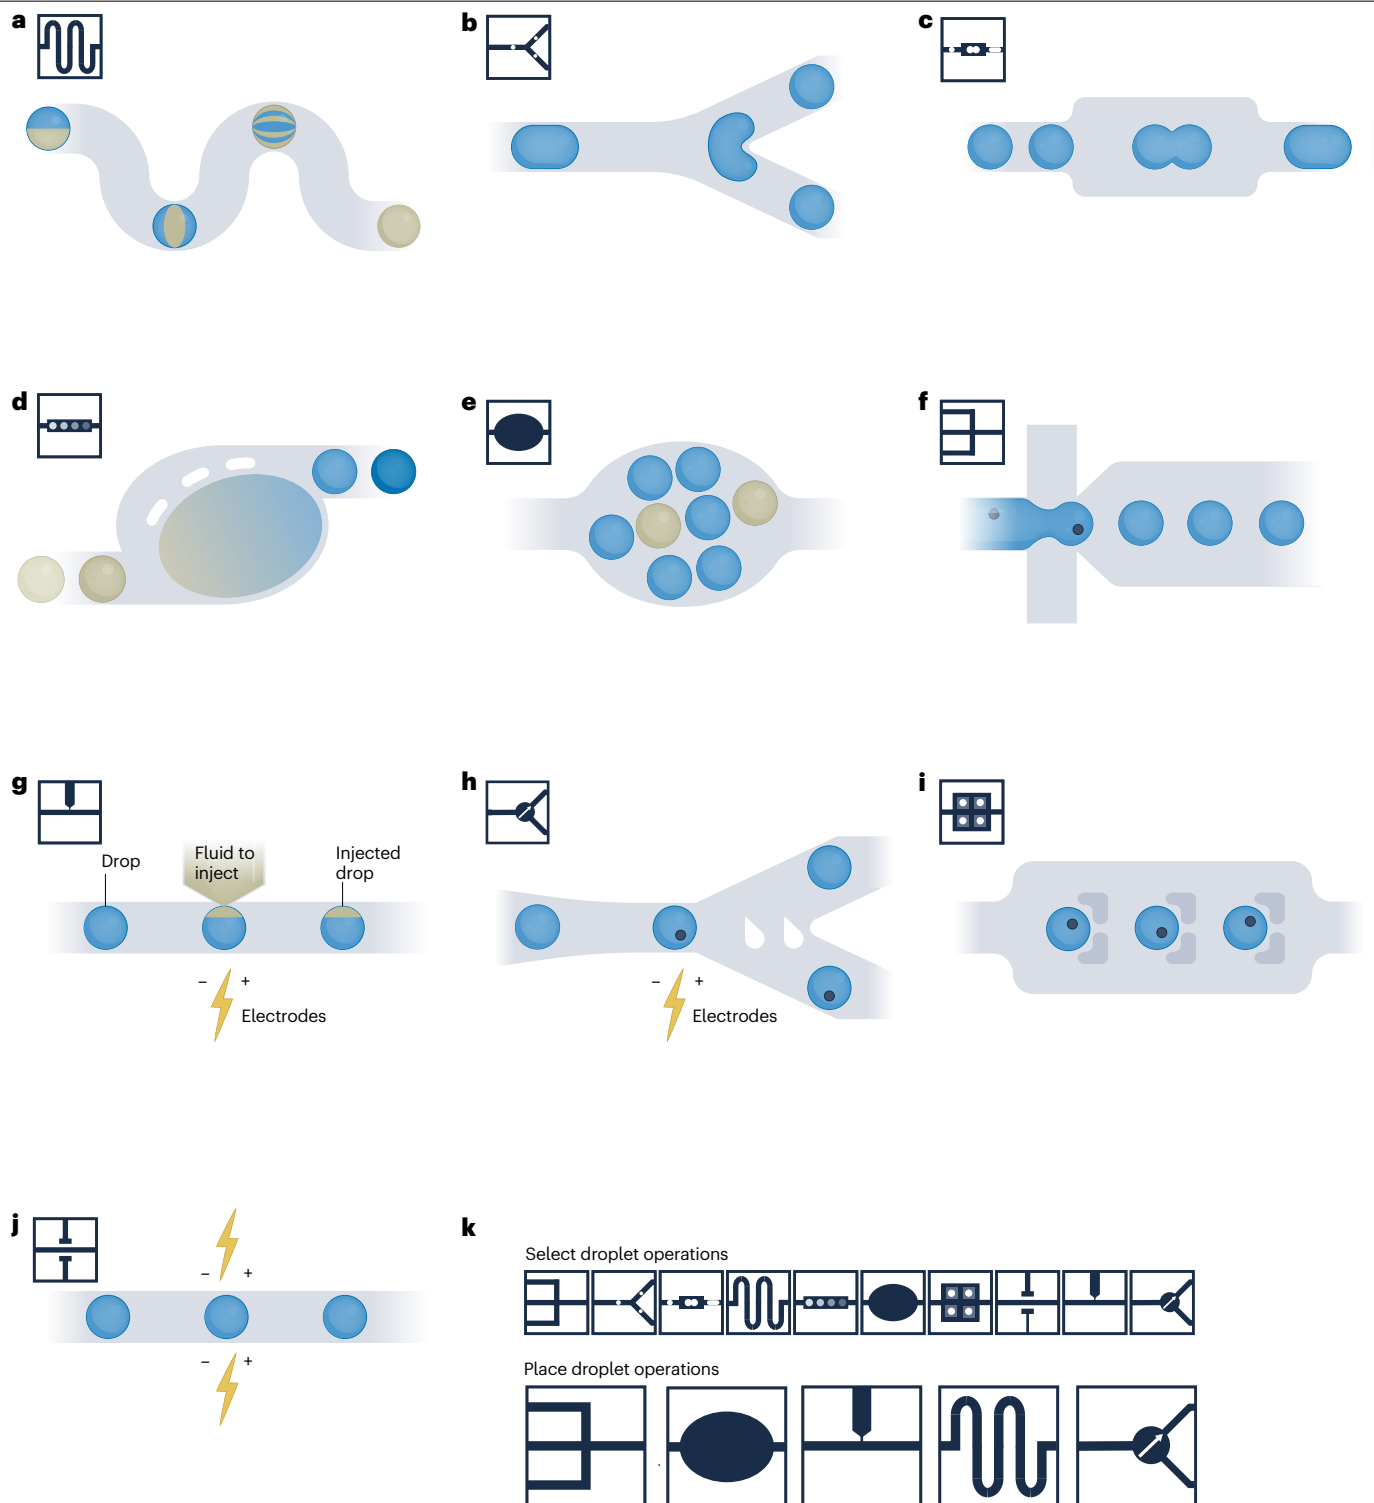 a
b
c
d
e
f
g
Drop
Fluid to
inject
Injected
drop
– +
Electrodes
h
– +
Electrodes
i
j
– +
– +
k
Select droplet operations
Place droplet operations